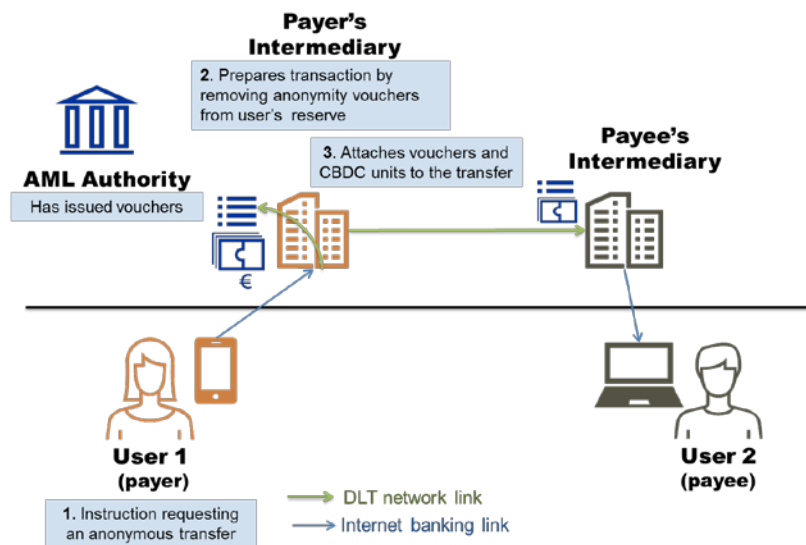 Payer's
Intermediary
2. Prepares transaction by
removing anonymity vouchers
from user's reserve
3. Attaches vouchers and
CBDC units to the transfer
Payee's
Intermediary
AML Authority
Has issued vouchers
€
User 1
(payer)
1. Instruction requesting
an anonymous transfer
User 2
(payee)
DLT network link
Internet banking link